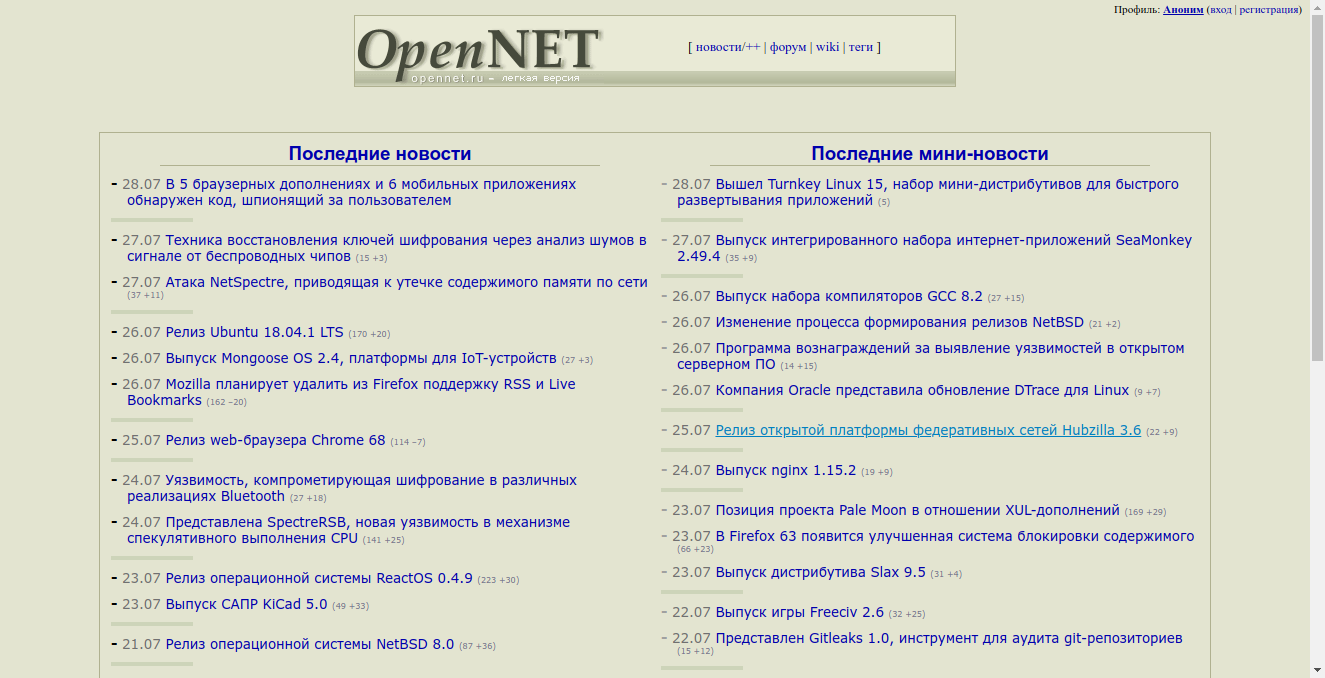 Профиль: Аноним (вход | регистрация)
OpenNET
opennet.ru – легкая версия
[ новости/++ | форум | wiki | теги ]
Последние новости
- 28.07 В 5 браузерных дополнениях и 6 мобильных приложениях
обнаружен код, шпионящий за пользователем
- 27.07 Техника восстановления ключей шифрования через анализ шумов в
сигнале от беспроводных чипов (15 +3)
- 27.07 Атака NetSpectre, приводящая к утечке содержимого памяти по сети
(37 +11)
- 26.07 Релиз Ubuntu 18.04.1 LTS (170 +20)
- 26.07 Выпуск Mongoose OS 2.4, платформы для IoT-устройств (27 +3)
- 26.07 Mozilla планирует удалить из Firefox поддержку RSS и Live
Bookmarks (162 –20)
- 25.07 Релиз web-браузера Chrome 68 (114 –7)
- 24.07 Уязвимость, компрометирующая шифрование в различных
реализациях Bluetooth (27 +18)
- 24.07 Представлена SpectreRSB, новая уязвимость в механизме
спекулятивного выполнения CPU (141 +25)
- 23.07 Релиз операционной системы ReactOS 0.4.9 (223 +30)
- 23.07 Выпуск САПР KiCad 5.0 (49 +33)
- 21.07 Релиз операционной системы NetBSD 8.0 (87 +36)
Последние мини-новости
- 28.07 Вышел Turnkey Linux 15, набор мини-дистрибутивов для быстрого
развертывания приложений (5)
- 27.07 Выпуск интегрированного набора интернет-приложений SeaMonkey
2.49.4 (35 +9)
- 26.07 Выпуск набора компиляторов GCC 8.2 (27 +15)
- 26.07 Изменение процесса формирования релизов NetBSD (21 +2)
- 26.07 Программа вознаграждений за выявление уязвимостей в открытом
серверном ПО (14 +15)
- 26.07 Компания Oracle представила обновление DTrace для Linux (9 +7)
- 25.07 Релиз открытой платформы федеративных сетей Hubzilla 3.6 (22 +9)
- 24.07 Выпуск nginx 1.15.2 (19 +9)
- 23.07 Позиция проекта Pale Moon в отношении XUL-дополнений (169 +29)
- 23.07 В Firefox 63 появится улучшенная система блокировки содержимого
(66 +23)
- 23.07 Выпуск дистрибутива Slax 9.5 (31 +4)
- 22.07 Выпуск игры Freeciv 2.6 (32 +25)
- 22.07 Представлен Gitleaks 1.0, инструмент для аудита git-репозиториев
(15 +12)